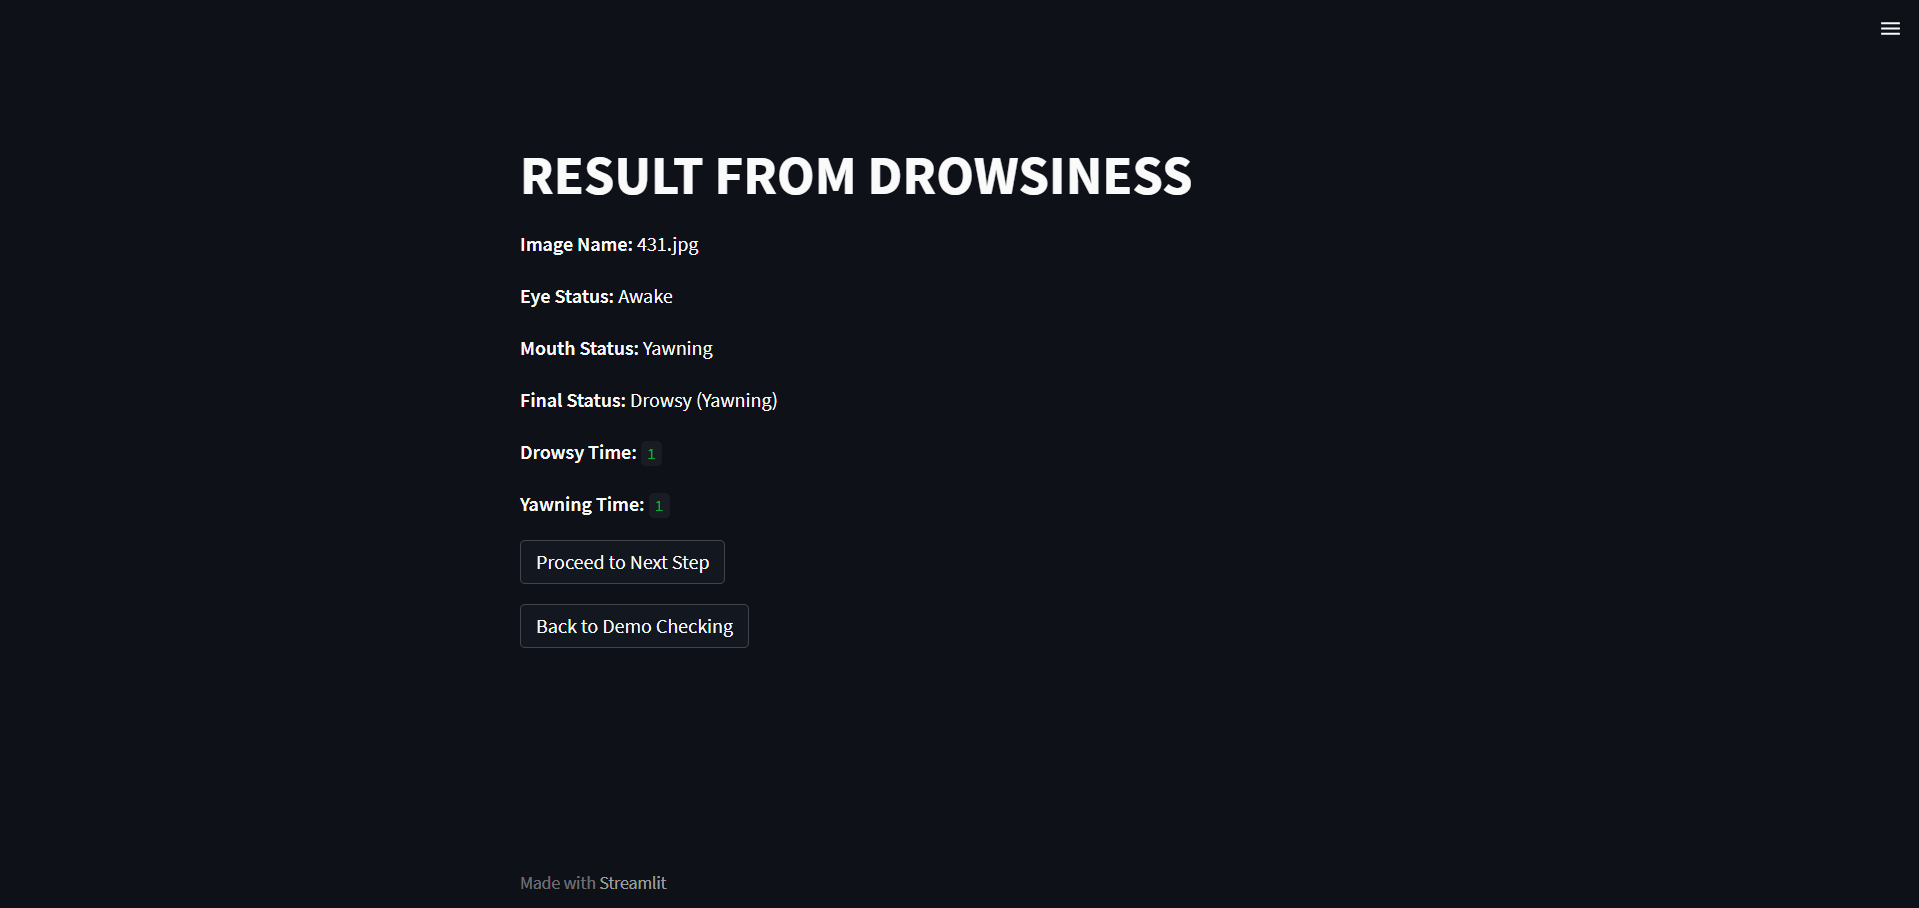 RESULT FROM DROWSINESS
Image Name: 431.jpg
Eye Status: Awake
Mouth Status: Yawning
Final Status: Drowsy (Yawning)
Drowsy Time: 1
Yawning Time: 1
Proceed to Next Step
Back to Demo Checking
Made with Streamlit